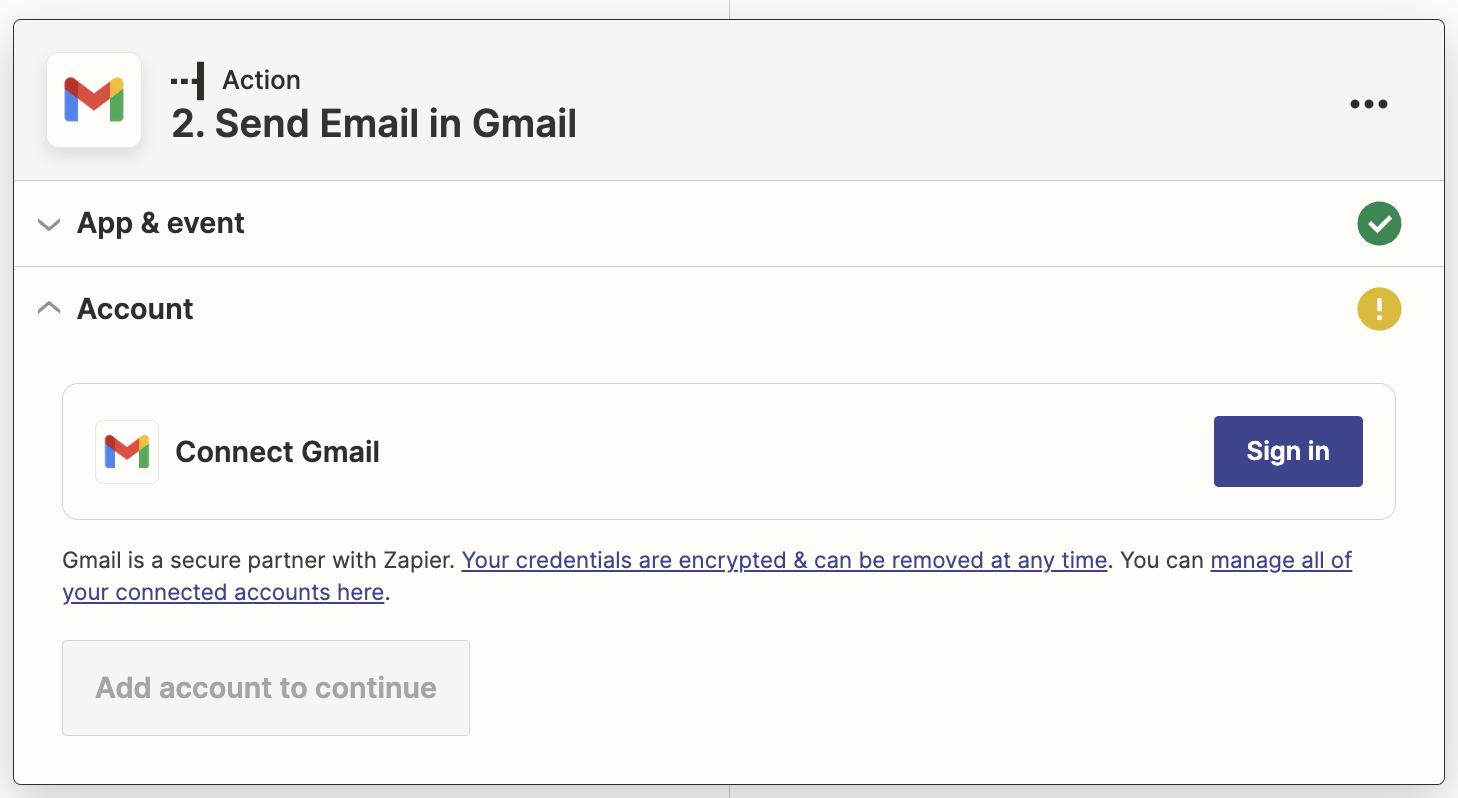 Action
2. Send Email in Gmail
App & event
Account
Connect Gmail
Sign in
Gmail is a secure partner with Zapier. Your credentials are encrypted & can be removed at any time. You can manage all of
your connected accounts here.
Add account to continue